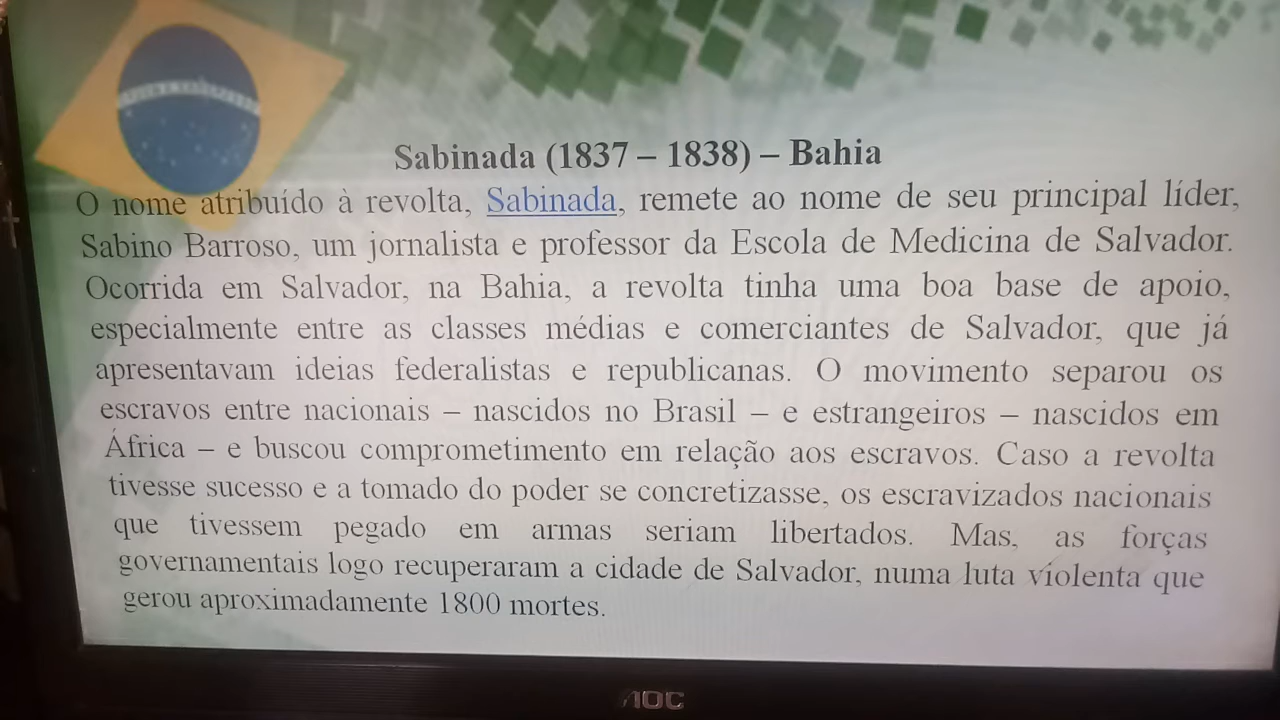 Sabinada (1837 – 1838) – Bahia
O nome atribuído à revolta, Sabinada, remete ao nome de seu principal líder,
Sabino Barroso, um jornalista e professor da Escola de Medicina de Salvador.
Ocorrida em Salvador, na Bahia, a revolta tinha uma boa base de apoio,
especialmente entre as classes médias e comerciantes de Salvador, que já
apresentavam ideias federalistas e republicanas. O movimento separou os
escravos entre nacionais – nascidos no Brasil – e estrangeiros – nascidos em
África – e buscou comprometimento em relação aos escravos. Caso a revolta
tivesse sucesso e a tomado do poder se concretizasse, os escravizados nacionais
que tivessem pegado em armas seriam libertados. Mas, as forças
governamentais logo recuperaram a cidade de Salvador, numa luta violenta que
gerou aproximadamente 1800 mortes.
AOC